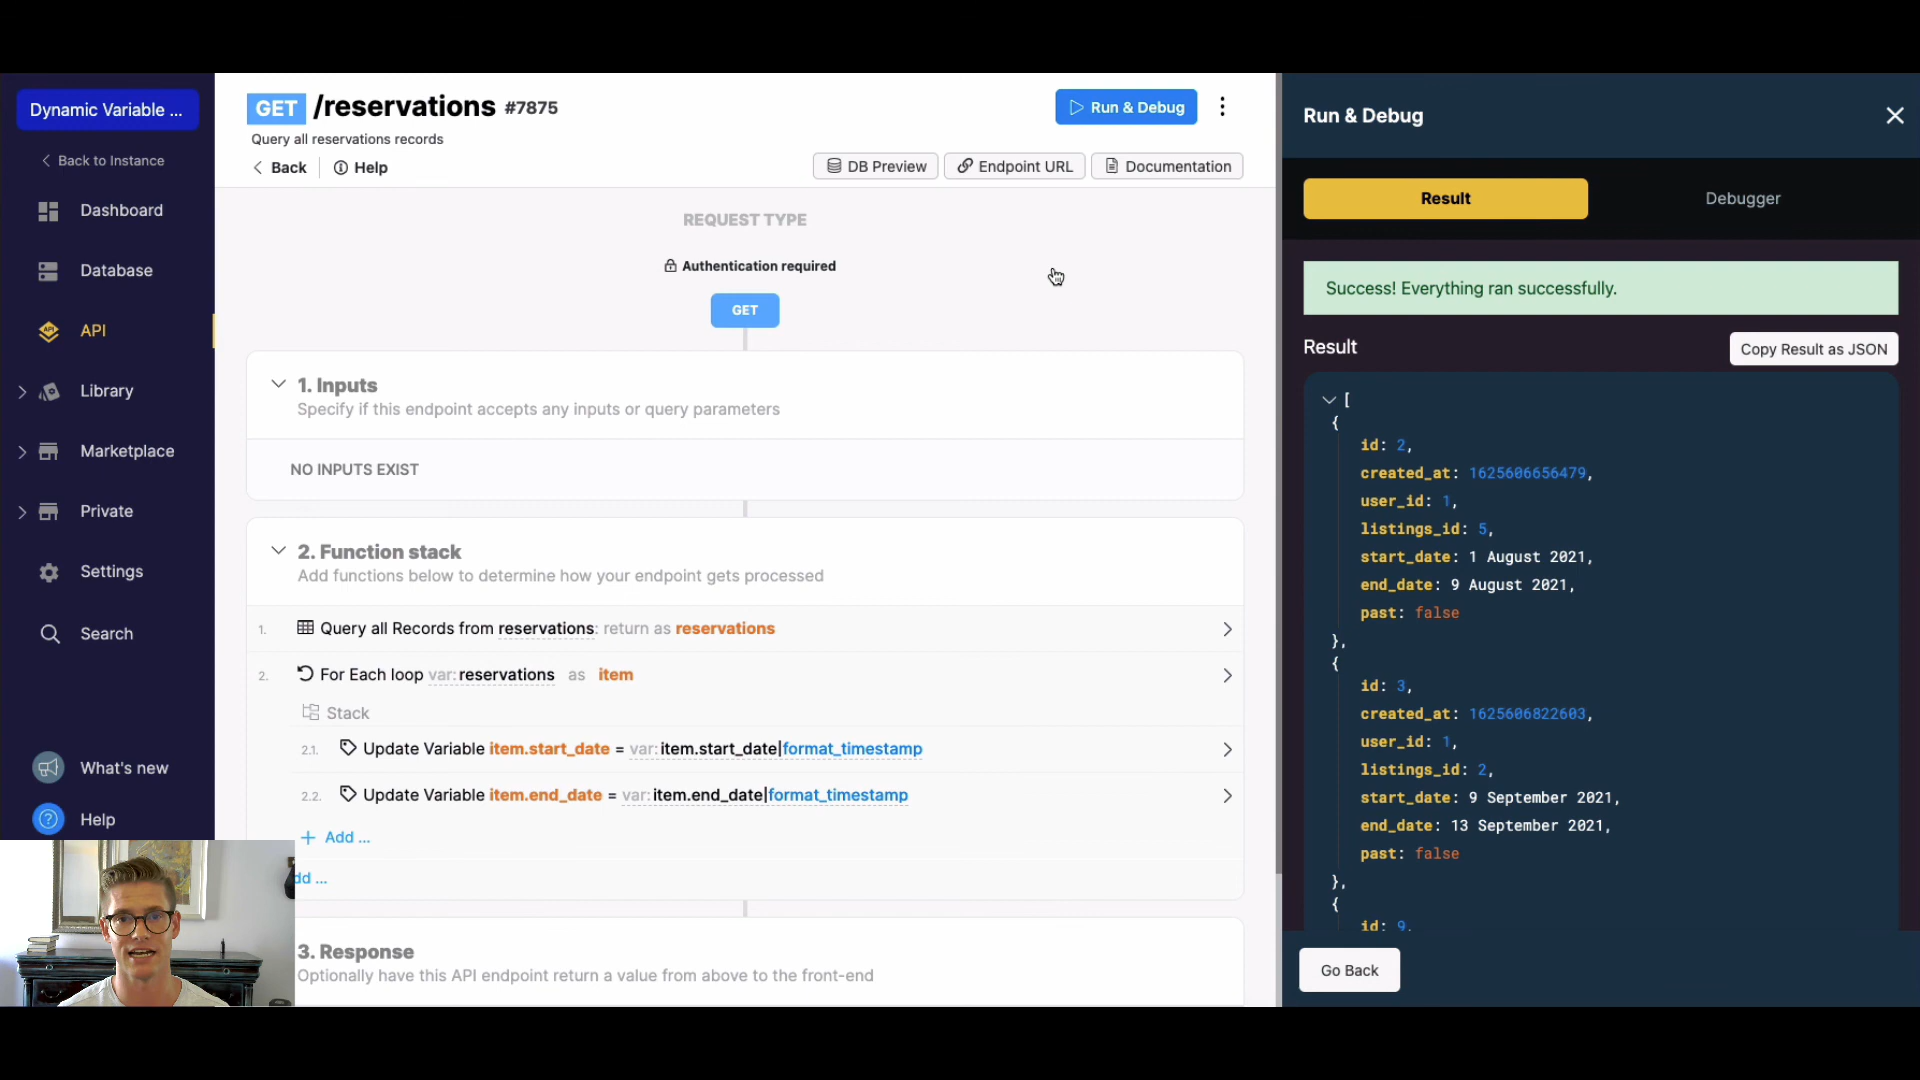 Dynamic Variable ...
Back to Instance
Dashboard
Database
API
Library
Marketplace
Private
Settings
Search
What's new
Help
GET /reservations #7875
Query all reservations records
Back
Help
Run & Debug
DB Preview
Endpoint URL
Documentation
REQUEST TYPE
Authentication required
GET
1. Inputs
Specify if this endpoint accepts any inputs or query parameters
NO INPUTS EXIST
2. Function stack
Add functions below to determine how your endpoint gets processed
1. Query all Records from reservations: return as reservations
2. For Each loop var:reservations as item
Stack
2.1. Update Variable item.start_date = var:item.start_date|format_timestamp
2.2. Update Variable item.end_date = var:item.end_date|format_timestamp
+ Add ...
dd ...
3. Response
Optionally have this API endpoint return a value from above to the front-end
Run & Debug
Result
Debugger
Success! Everything ran successfully.
Result
Copy Result as JSON
[
{
id: 2,
created_at: 1625606656479,
user_id: 1,
listings_id: 5,
start_date: 1 August 2021,
end_date: 9 August 2021,
past: false
},
{
id: 3,
created_at: 1625606822603,
user_id: 1,
listings_id: 2,
start_date: 9 September 2021,
end_date: 13 September 2021,
past: false
},
{
id: 9,
Go Back